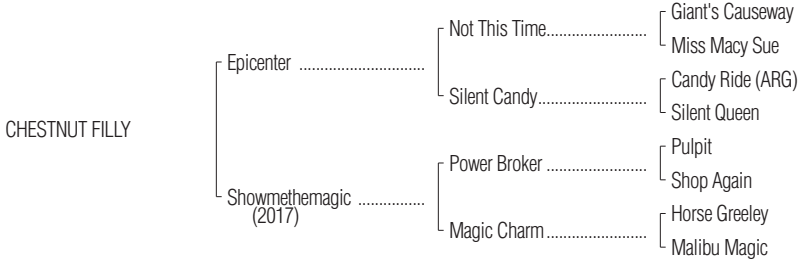 Giant's Causeway
Not This Time..........................
Miss Macy Sue
Epicenter ................................
Candy Ride (ARG)
Silent Candy............................
Silent Queen
CHESTNUT FILLY
Pulpit
Power Broker ..........................
Shop Again
Showmethemagic .................
(2017)
Horse Greeley
Magic Charm..........................
Malibu Magic